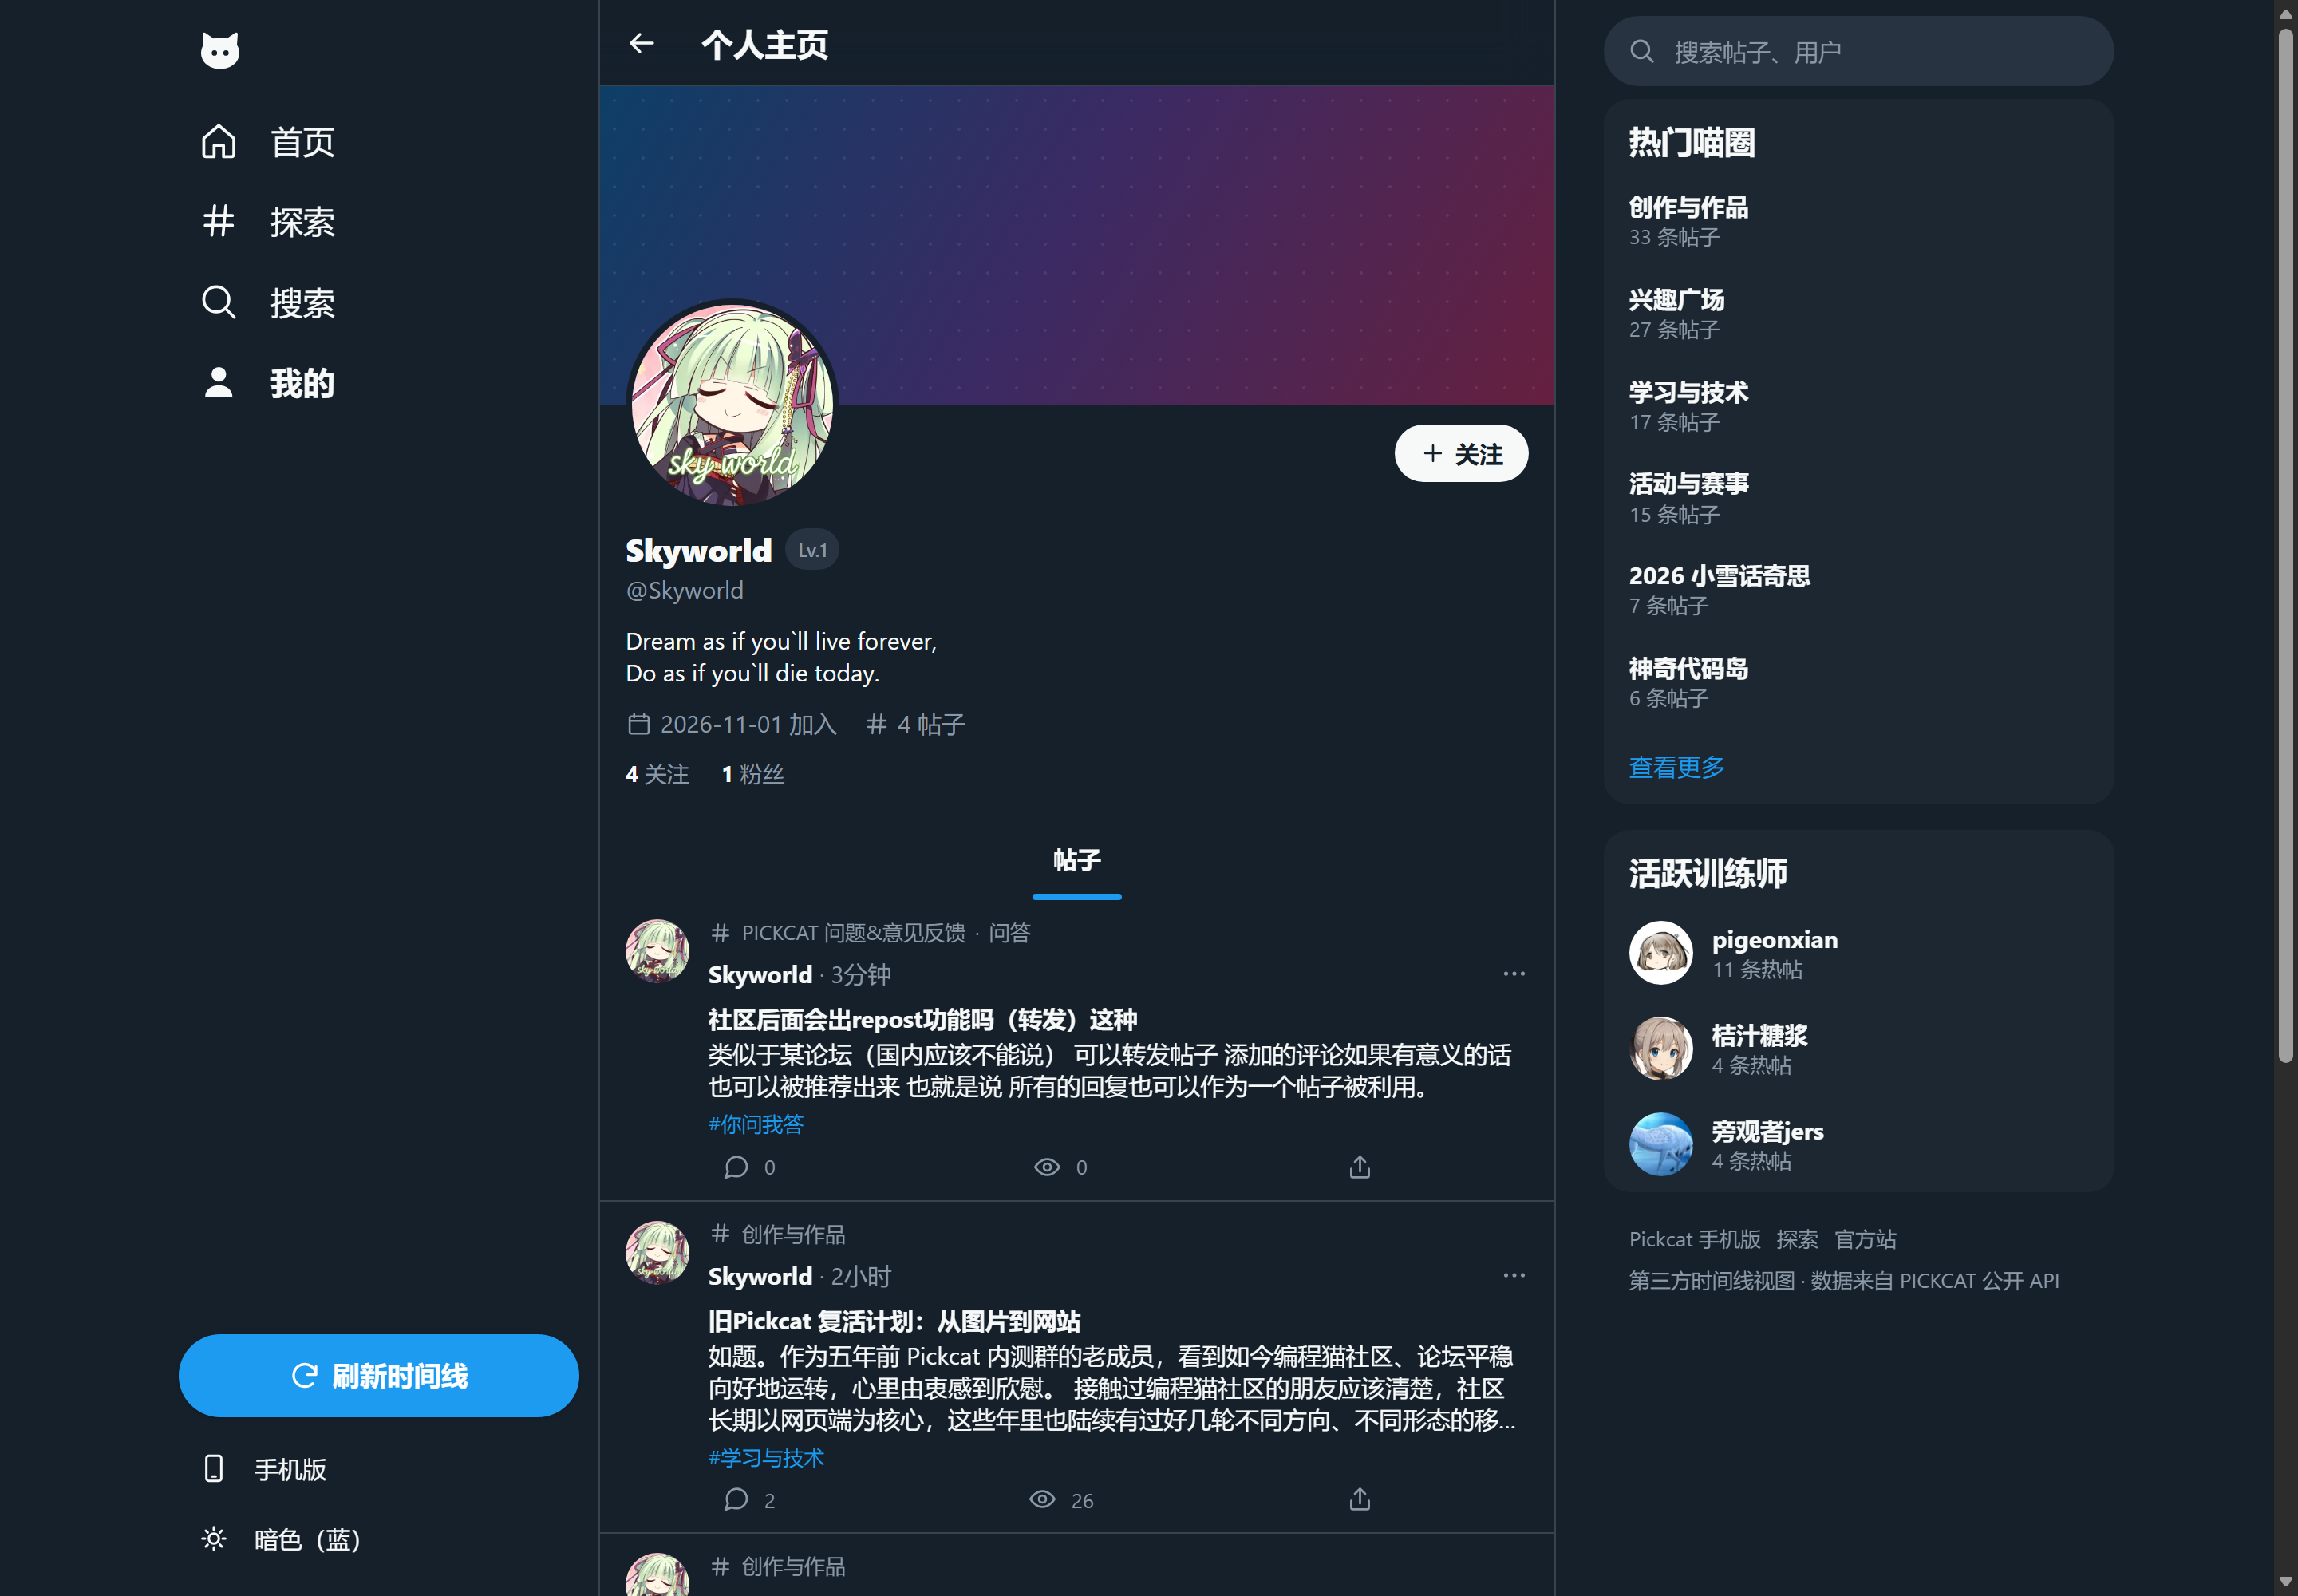 首页
探索
搜索
我的
刷新时间线
手机版
暗色（蓝）
个人主页
sky world
关注
Skyworld Lv.1
@Skyworld
Dream as if you`ll live forever,
Do as if you`ll die today.
2026-11-01 加入 # 4 帖子
4 关注 1 粉丝
帖子
# PICKCAT 问题&意见反馈 · 问答
Skyworld · 3分钟
社区后面会出repost功能吗（转发）这种
类似于某论坛（国内应该不能说） 可以转发帖子 添加的评论如果有意义的话
也可以被推荐出来 也就是说 所有的回复也可以作为一个帖子被利用。
#你问我答
0 0
# 创作与作品
Skyworld · 2小时
旧Pickcat 复活计划：从图片到网站
如题。作为五年前 Pickcat 内测群的老成员，看到如今编程猫社区、论坛平稳
向好地运转，心里由衷感到欣慰。 接触过编程猫社区的朋友应该清楚，社区
长期以网页端为核心，这些年里也陆续有过好几轮不同方向、不同形态的移...
#学习与技术
2 26
# 创作与作品
搜索帖子、用户
热门喵圈
创作与作品
33 条帖子
兴趣广场
27 条帖子
学习与技术
17 条帖子
活动与赛事
15 条帖子
2026 小雪话奇思
7 条帖子
神奇代码岛
6 条帖子
查看更多
活跃训练师
pigeonxian
11 条热帖
桔汁糖浆
4 条热帖
旁观者jers
4 条热帖
Pickcat 手机版 探索 官方站
第三方时间线视图 · 数据来自 PICKCAT 公开 API